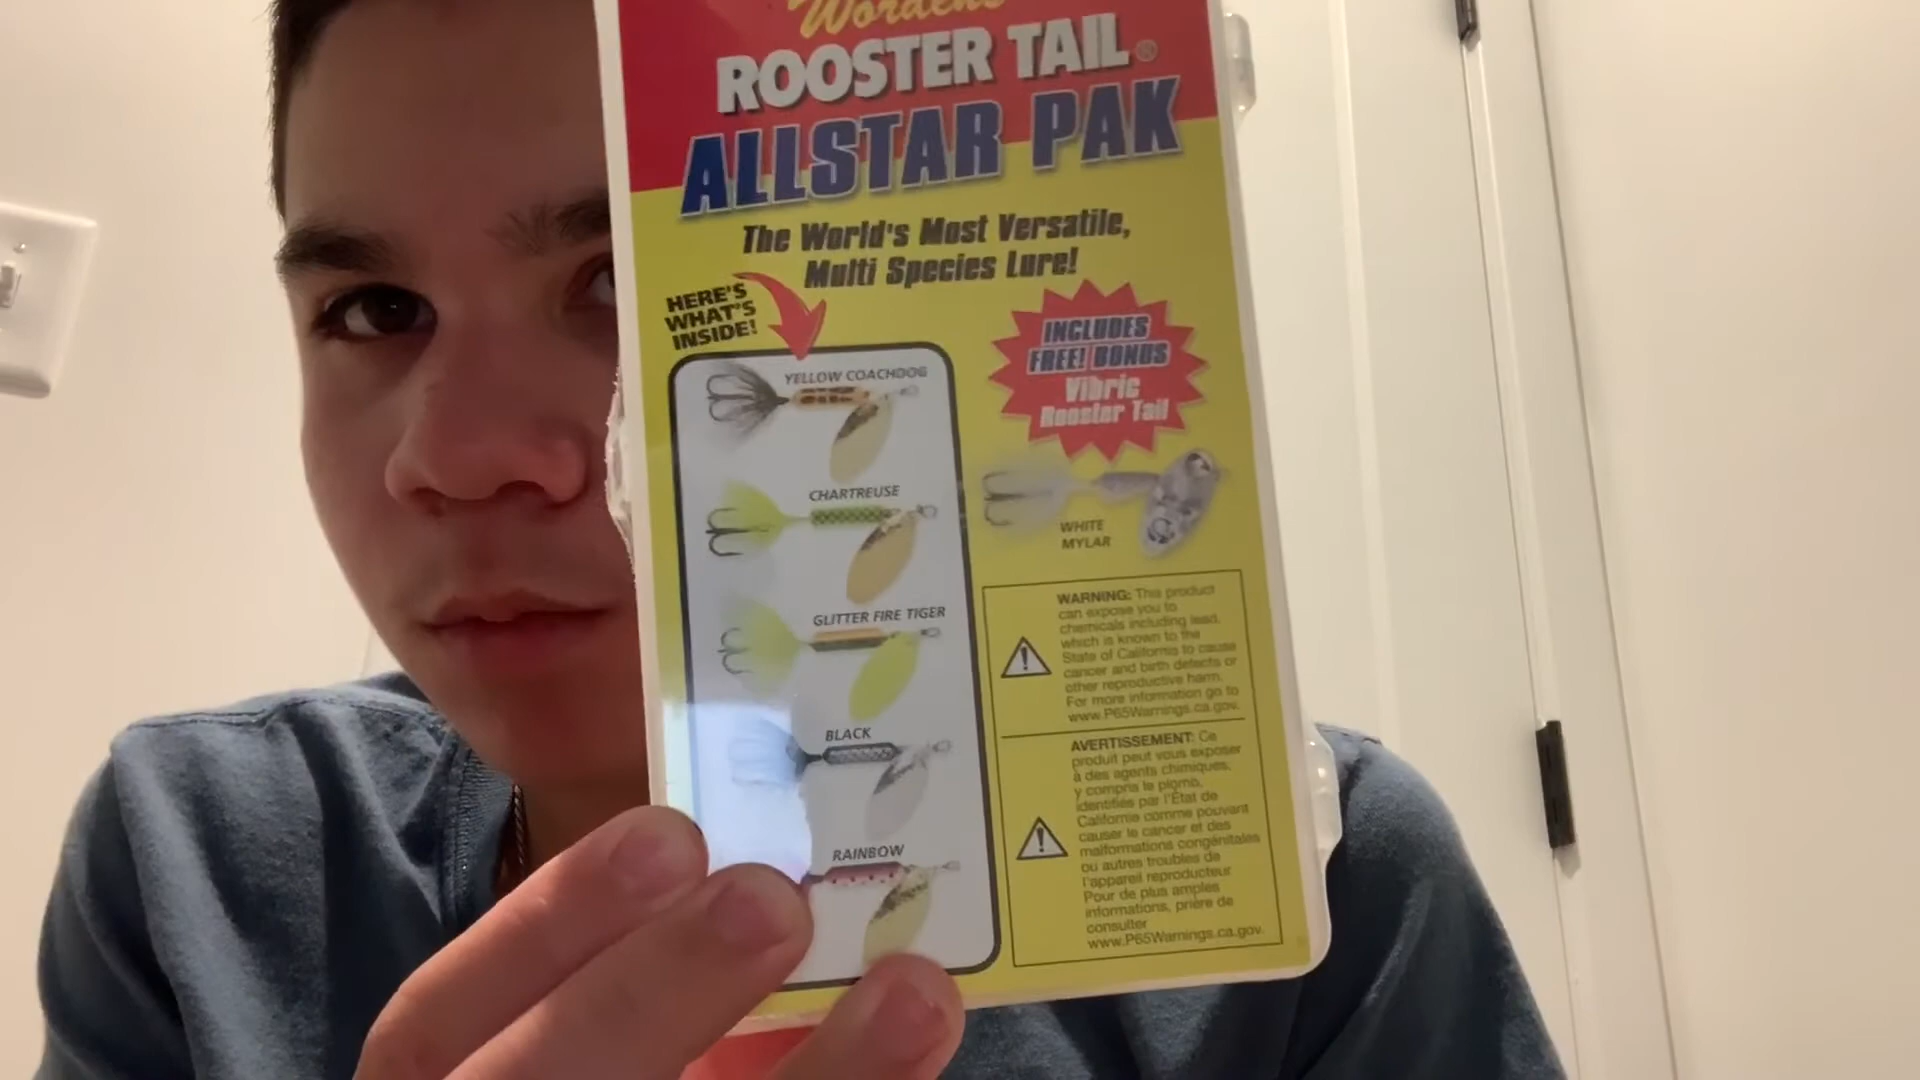 Worden's
ROOSTER TAIL®
ALLSTAR PAK
The World's Most Versatile,
Multi Species Lure!
HERE'S
WHAT'S
INSIDE!
YELLOW COACHDOG
CHARTREUSE
GLITTER FIRE TIGER
BLACK
RAINBOW
INCLUDES
FREE! BONUS
Vibric
Rooster Tail
WHITE
MYLAR
WARNING: This product
can expose you to
chemicals including lead,
which is known to the
State of California to cause
cancer and birth defects or
other reproductive harm.
For more information go to
www.P65Warnings.ca.gov.
AVERTISSEMENT: Ce
produit peut vous exposer
à des agents chimiques,
y compris le plomb,
identifiés par l'État de
Californie comme pouvant
causer le cancer et des
malformations congénitales
ou autres troubles de
l'appareil reproducteur
Pour de plus amples
informations, prière de
consulter
www.P65Warnings.ca.gov.